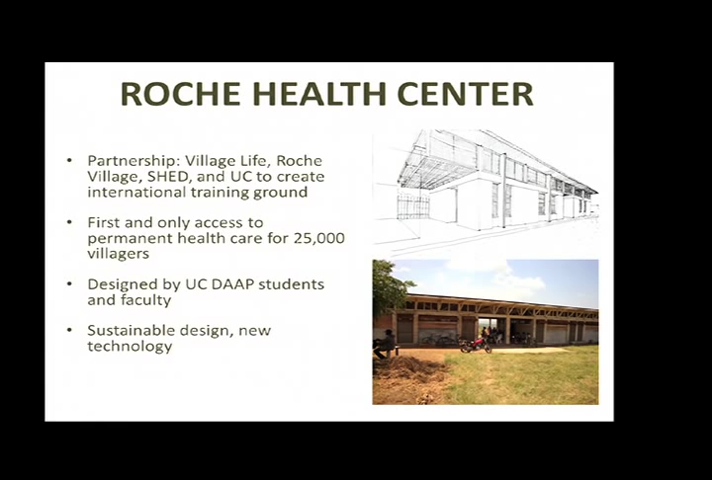 ROCHE HEALTH CENTER
• Partnership: Village Life, Roche
Village, SHED, and UC to create
international training ground
• First and only access to
permanent health care for 25,000
villagers
• Designed by UC DAAP students
and faculty
• Sustainable design, new
technology